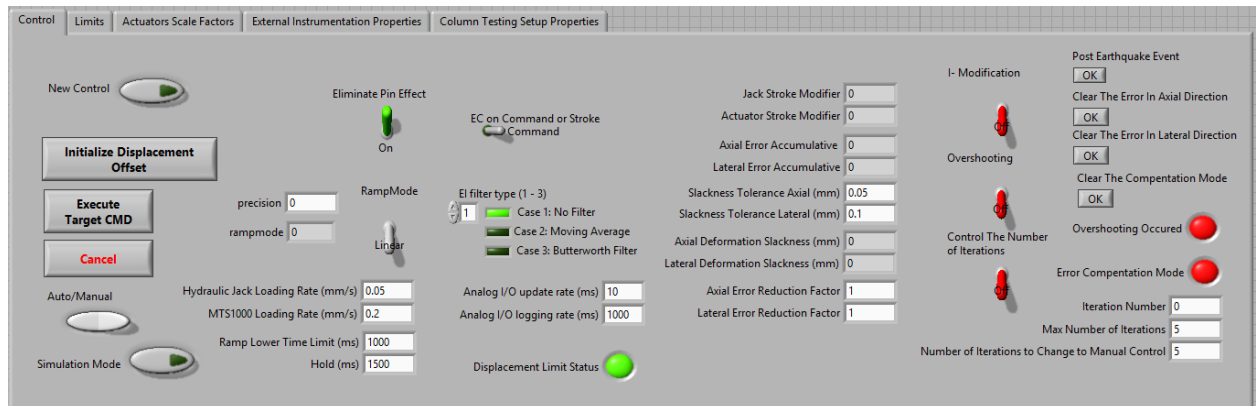 Control
Limits
Actuators Scale Factors
External Instrumentation Properties
Column Testing Setup Properties
New Control
Initialize Displacement
Offset
Execute
Target CMD
Cancel
Auto/Manual
Simulation Mode
Eliminate Pin Effect
On
precision 0
rampmode 0
RampMode
Linear
Hydraulic Jack Loading Rate (mm/s) 0.05
MTS1000 Loading Rate (mm/s) 0.2
Ramp Lower Time Limit (ms) 1000
Hold (ms) 1500
EC on Command or Stroke
Command
EI filter type (1 - 3)
1
Case 1: No Filter
Case 2: Moving Average
Case 3: Butterworth Filter
Analog I/O update rate (ms) 10
Analog I/O logging rate (ms) 1000
Displacement Limit Status
Jack Stroke Modifier 0
Actuator Stroke Modifier 0
Axial Error Accumulative 0
Lateral Error Accumulative 0
Slackness Tolerance Axial (mm) 0.05
Slackness Tolerance Lateral (mm) 0.1
Axial Deformation Slackness (mm) 0
Lateral Deformation Slackness (mm) 0
Axial Error Reduction Factor 1
Lateral Error Reduction Factor 1
I- Modification
Off
Overshooting
Off
Control The Number
of Iterations
Off
Post Earthquake Event
OK
Clear The Error In Axial Direction
OK
Clear The Error In Lateral Direction
OK
Clear The Compentation Mode
OK
Overshooting Occured
Error Compentation Mode
Iteration Number 0
Max Number of Iterations 5
Number of Iterations to Change to Manual Control 5